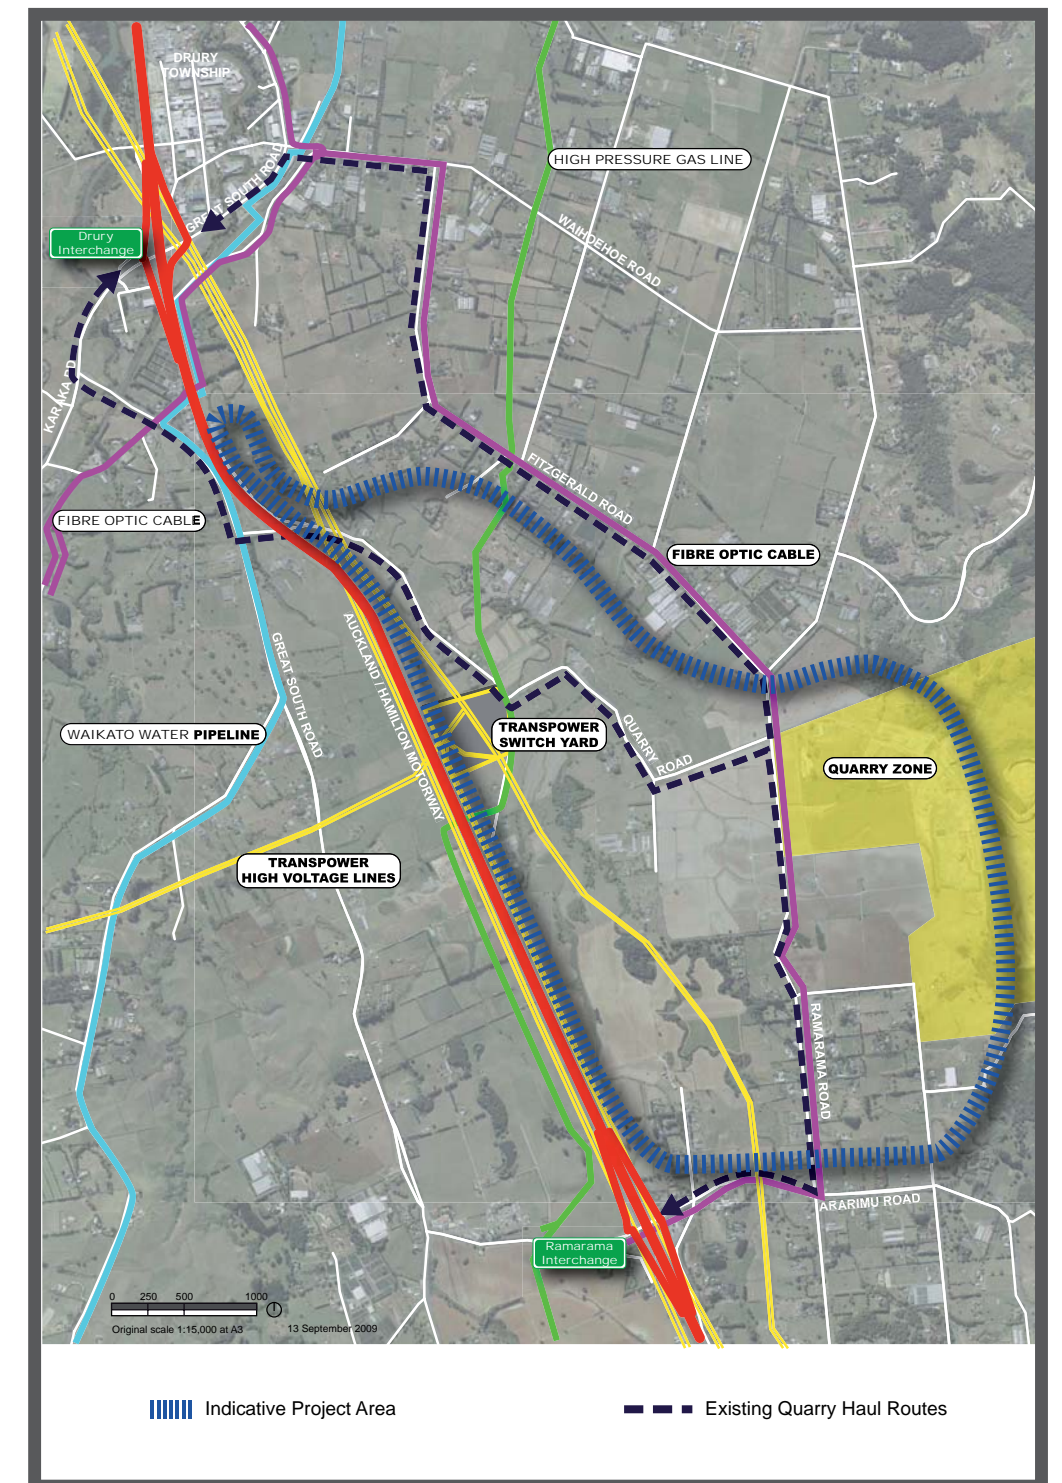 DRURY
TOWNSHIP
HIGH PRESSURE GAS LINE
GREAT SOUTH ROAD
WAIHOEHOE ROAD
Drury
Interchange
KARAKA RD
FITZGERALD ROAD
FIBRE OPTIC CABLE
FIBRE OPTIC CABLE
AUCKLAND / HAMILTON MOTORWAY
GREAT SOUTH ROAD
WAIKATO WATER PIPELINE
TRANSPOWER
SWITCH YARD
QUARRY
ROAD
QUARRY ZONE
TRANSPOWER
HIGH VOLTAGE LINES
RAMARAMA ROAD
ARARIMU ROAD
Ramarama
Interchange
0 250 500 1000
Original scale 1:15,000 at A3
13 September 2009
Indicative Project Area
Existing Quarry Haul Routes